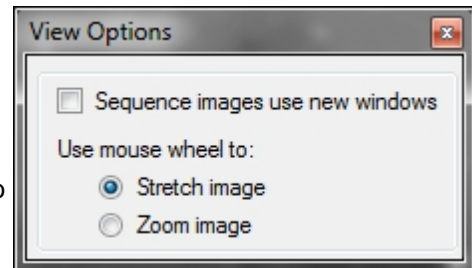 View Options
Sequence images use new windows
Use mouse wheel to:
Stretch image
Zoom image